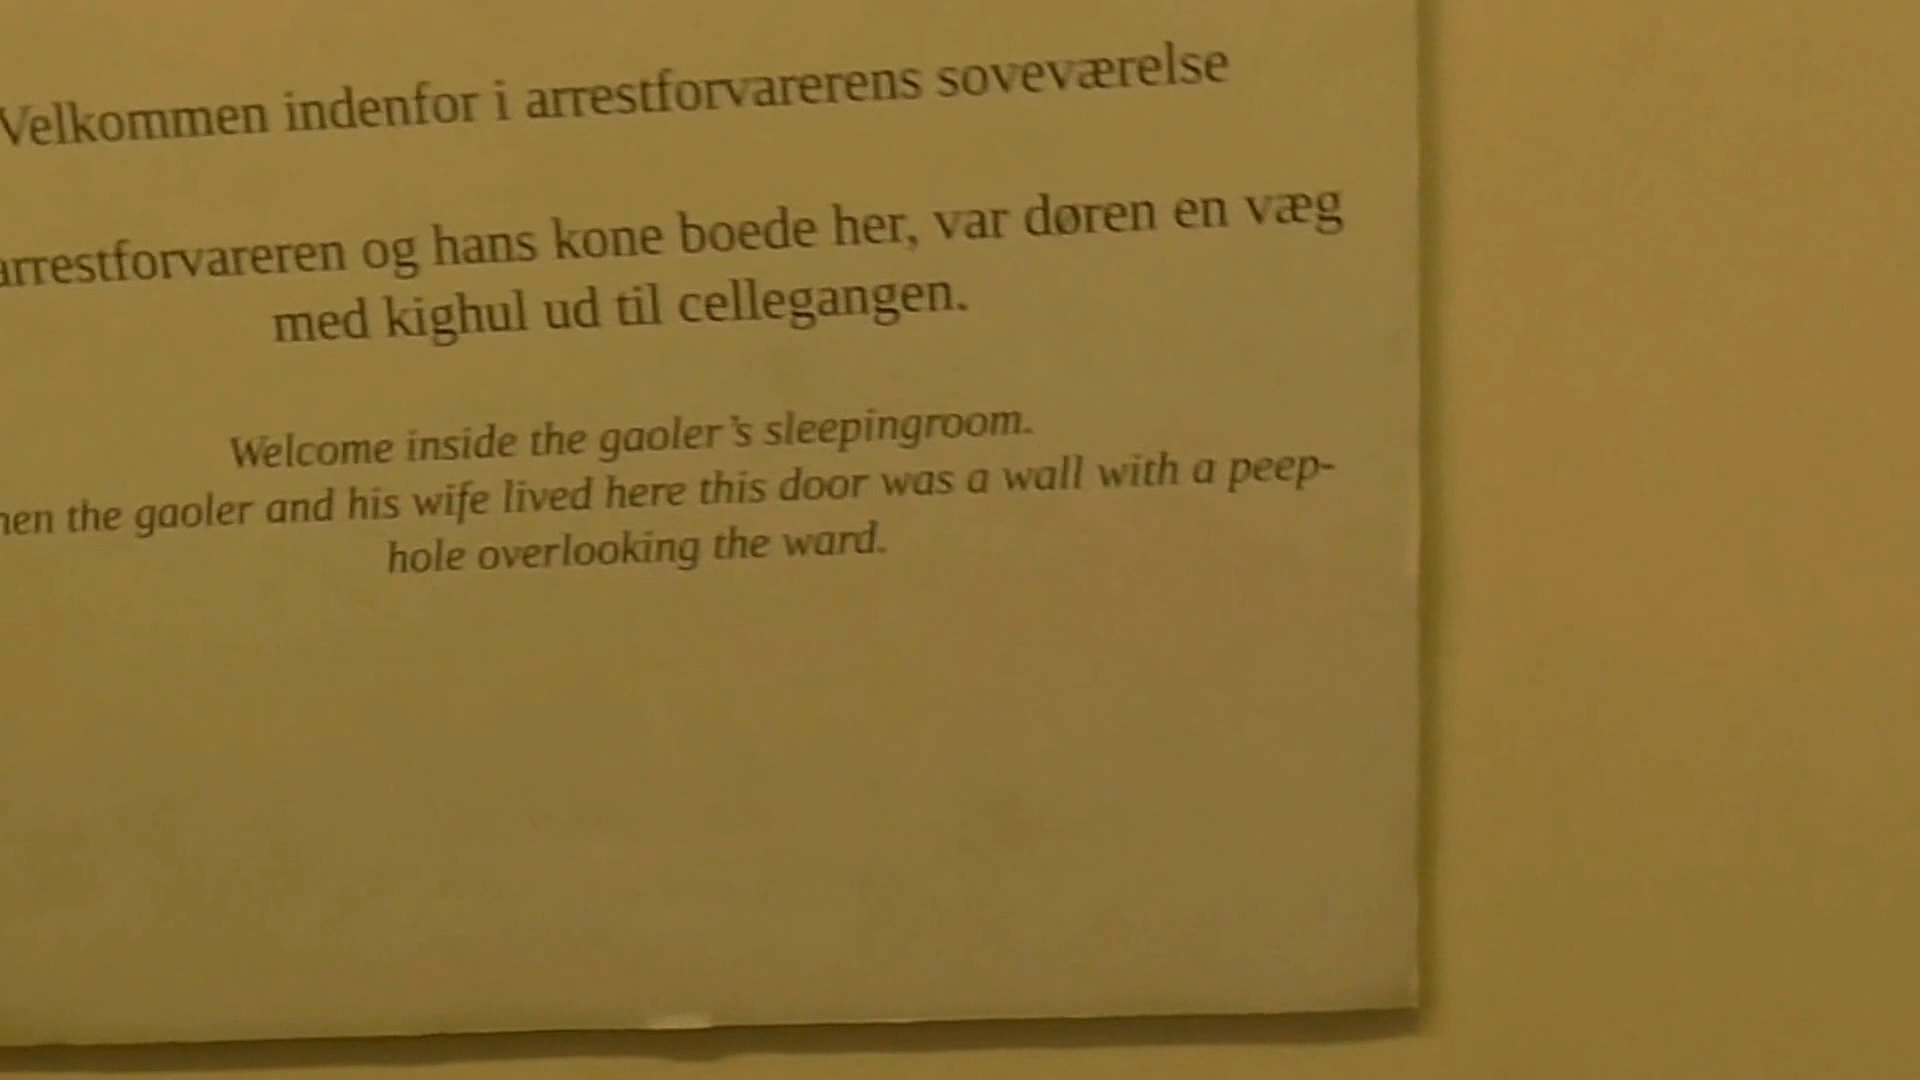 Velkommen indenfor i arrestforvarerens soveværelse
arrestforvareren og hans kone boede her, var døren en væg
med kighul ud til cellegangen.
Welcome inside the gaoler's sleepingroom.
hen the gaoler and his wife lived here this door was a wall with a peep-
hole overlooking the ward.